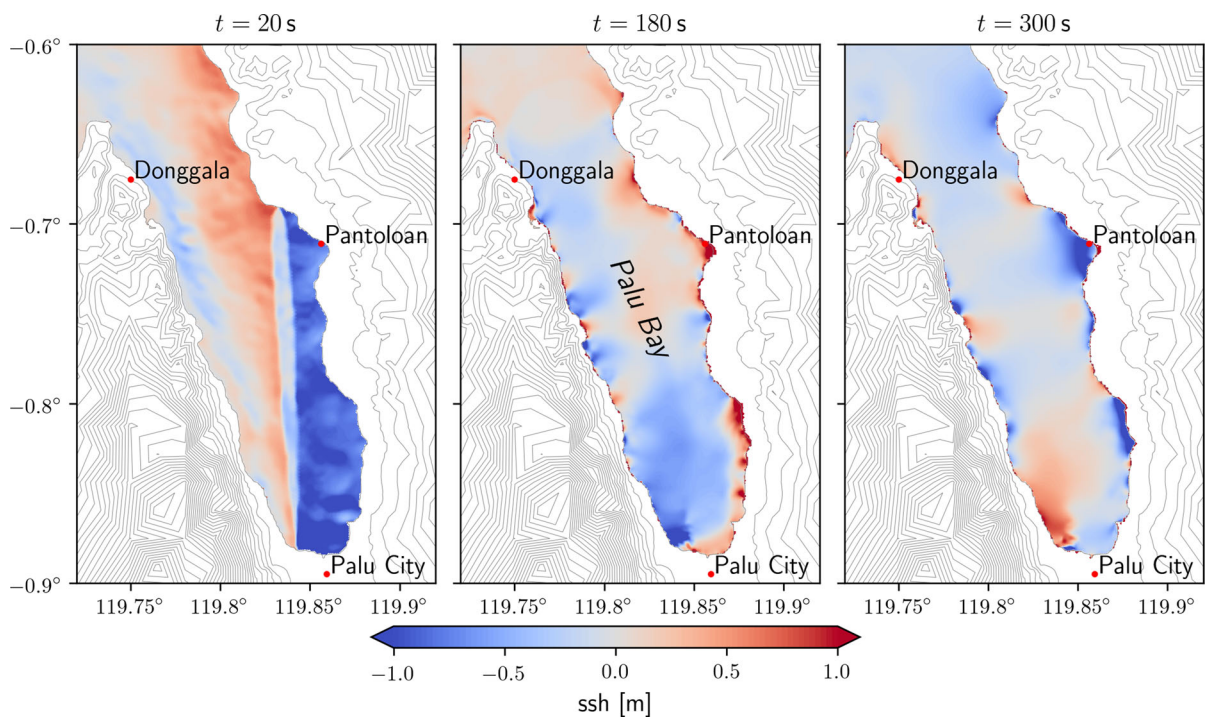 t = 20 s
t = 180 s
t = 300 s
−0.6°
−0.7°
−0.8°
−0.9°
Donggala
Pantoloan
Palu City
Donggala
Pantoloan
Palu Bay
Palu City
Donggala
Pantoloan
Palu City
119.75° 119.8° 119.85° 119.9°
119.75° 119.8° 119.85° 119.9°
119.75° 119.8° 119.85° 119.9°
−1.0 −0.5 0.0 0.5 1.0
ssh [m]